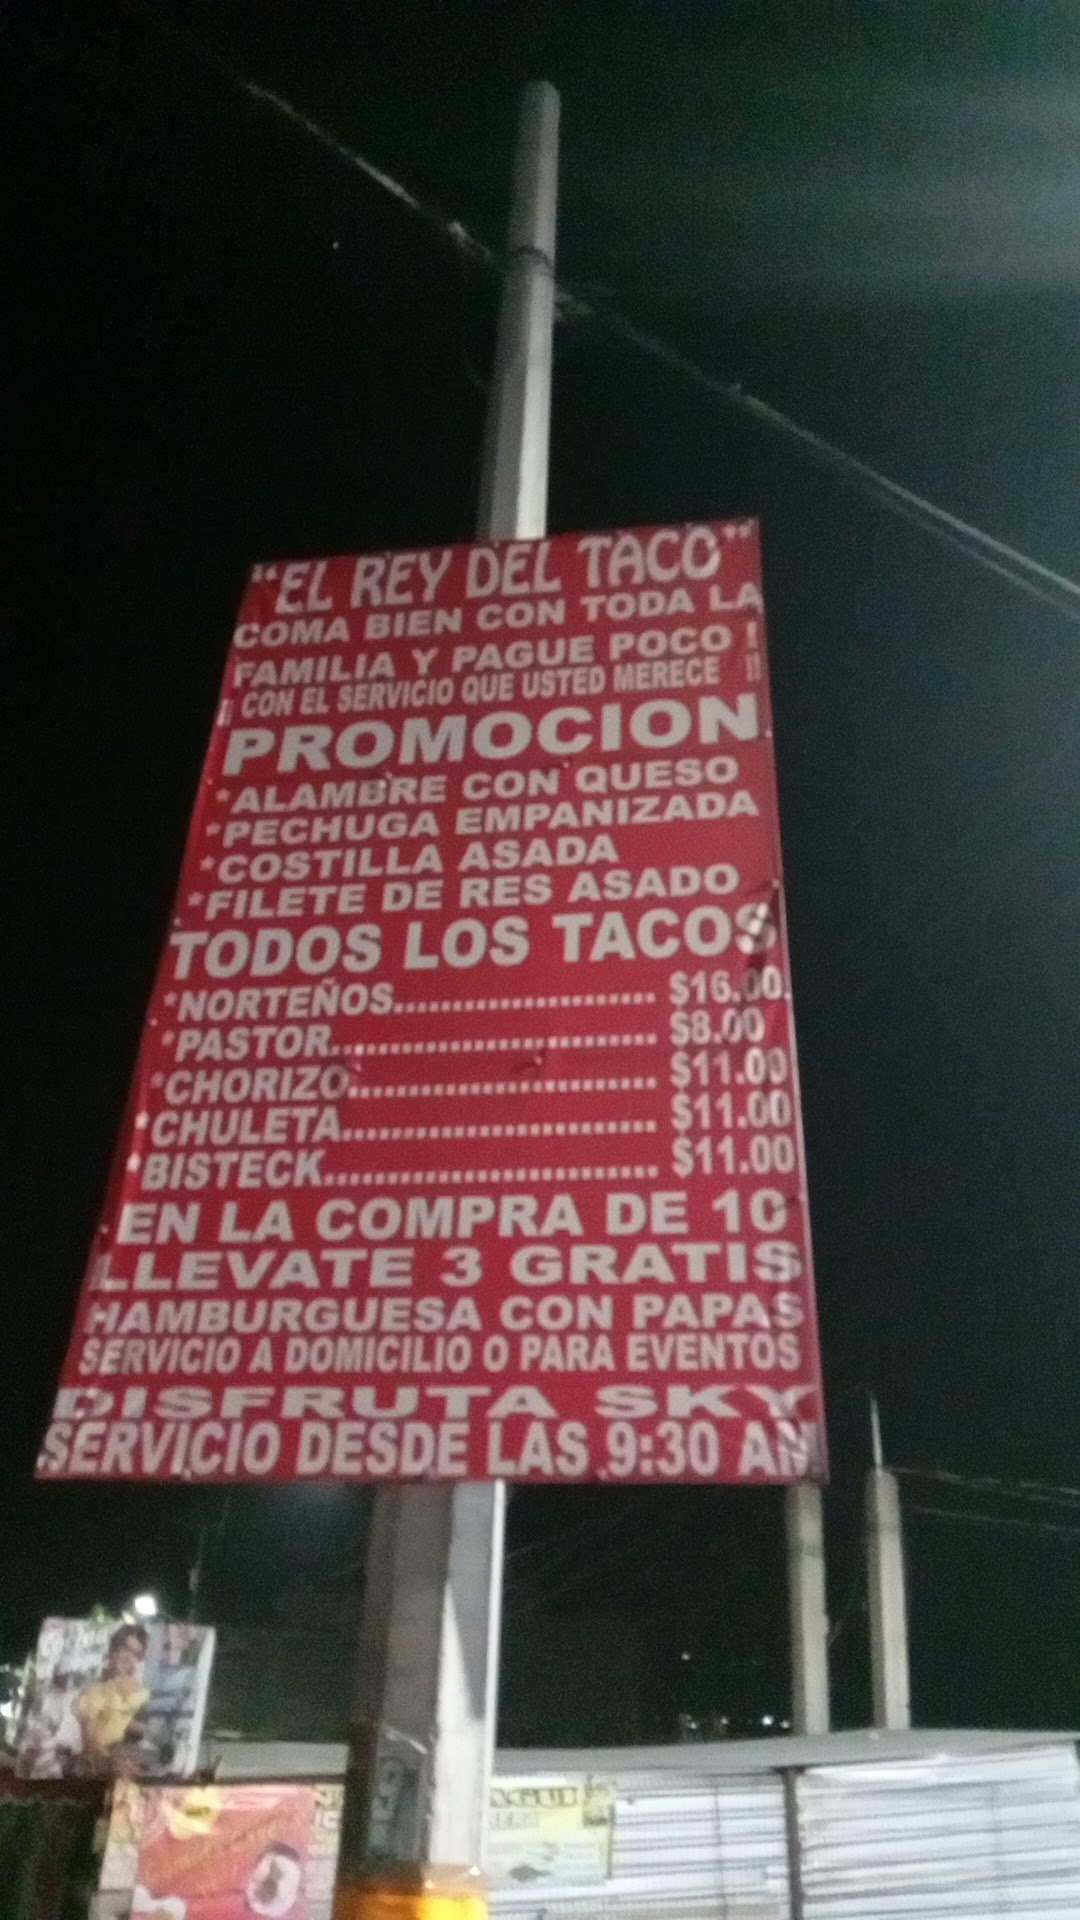 "EL REY DEL TACO"
COMA BIEN CON TODA LA
FAMILIA Y PAGUE POCO !
¡¡ CON EL SERVICIO QUE USTED MERECE !!
PROMOCION
*ALAMBRE CON QUESO
*PECHUGA EMPANIZADA
*COSTILLA ASADA
*FILETE DE RES ASADO
TODOS LOS TACOS
*NORTEÑOS........................ $16.00
*PASTOR............................ $8.00
*CHORIZO.......................... $11.00
*CHULETA.......................... $11.00
*BISTECK............................ $11.00
EN LA COMPRA DE 10
LLEVATE 3 GRATIS
HAMBURGUESA CON PAPAS
SERVICIO A DOMICILIO O PARA EVENTOS
DISFRUTA SKY
SERVICIO DESDE LAS 9:30 AM